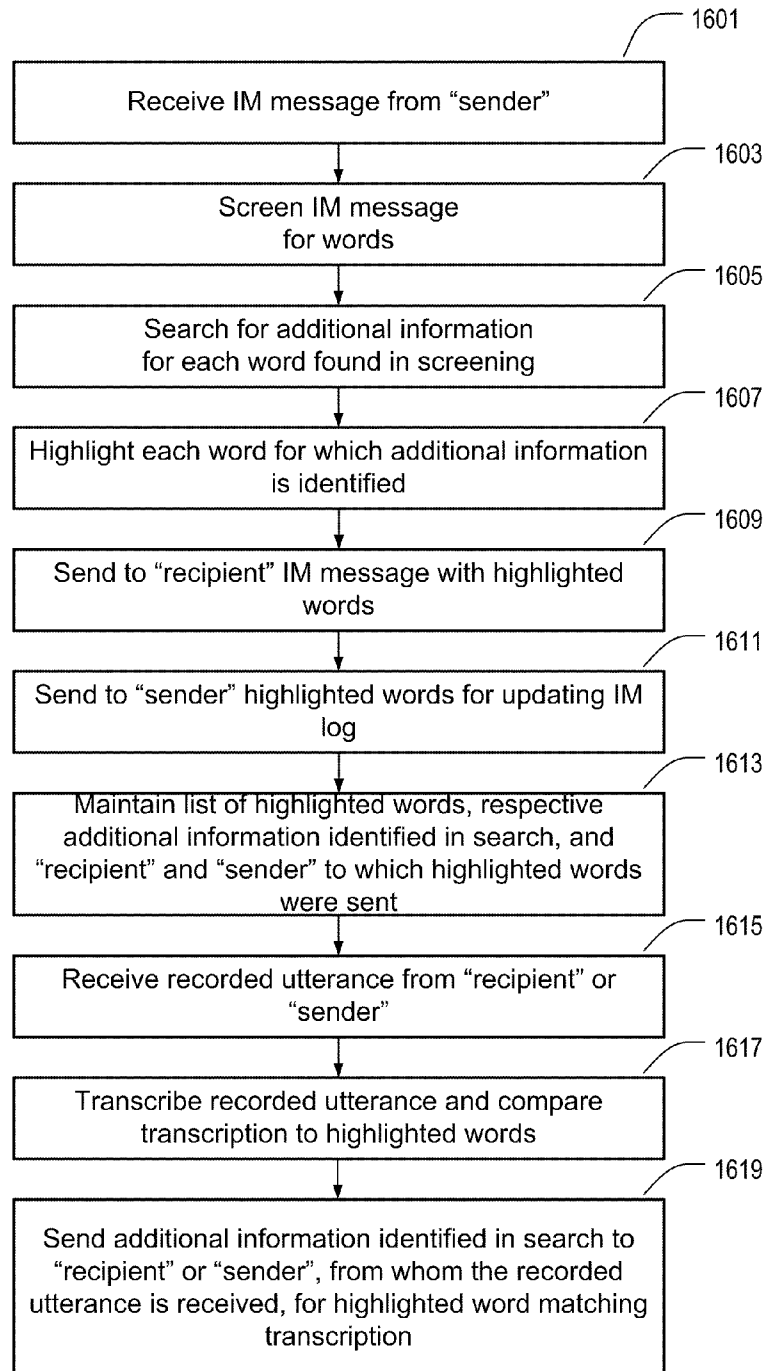 1601
Receive IM message from “sender”
1603
Screen IM message
for words
1605
Search for additional information
for each word found in screening
1607
Highlight each word for which additional information
is identified
1609
Send to “recipient” IM message with highlighted
words
1611
Send to “sender” highlighted words for updating IM
log
1613
Maintain list of highlighted words, respective
additional information identified in search, and
“recipient” and “sender” to which highlighted words
were sent
1615
Receive recorded utterance from “recipient” or
“sender”
1617
Transcribe recorded utterance and compare
transcription to highlighted words
1619
Send additional information identified in search to
“recipient” or “sender”, from whom the recorded
utterance is received, for highlighted word matching
transcription